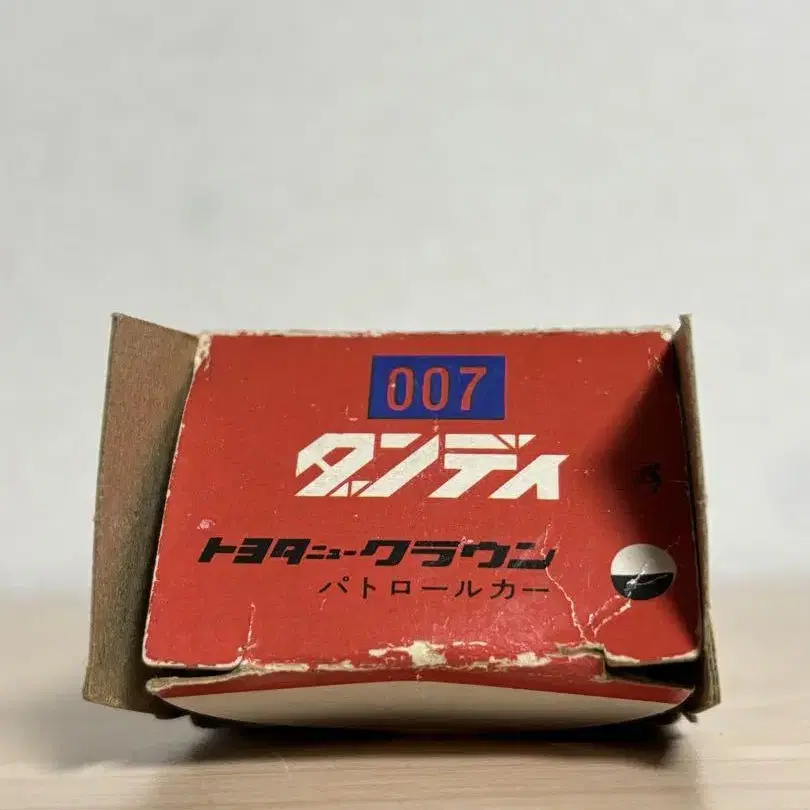 007
ダンディ
トヨタニュークラウン
パトロールカー